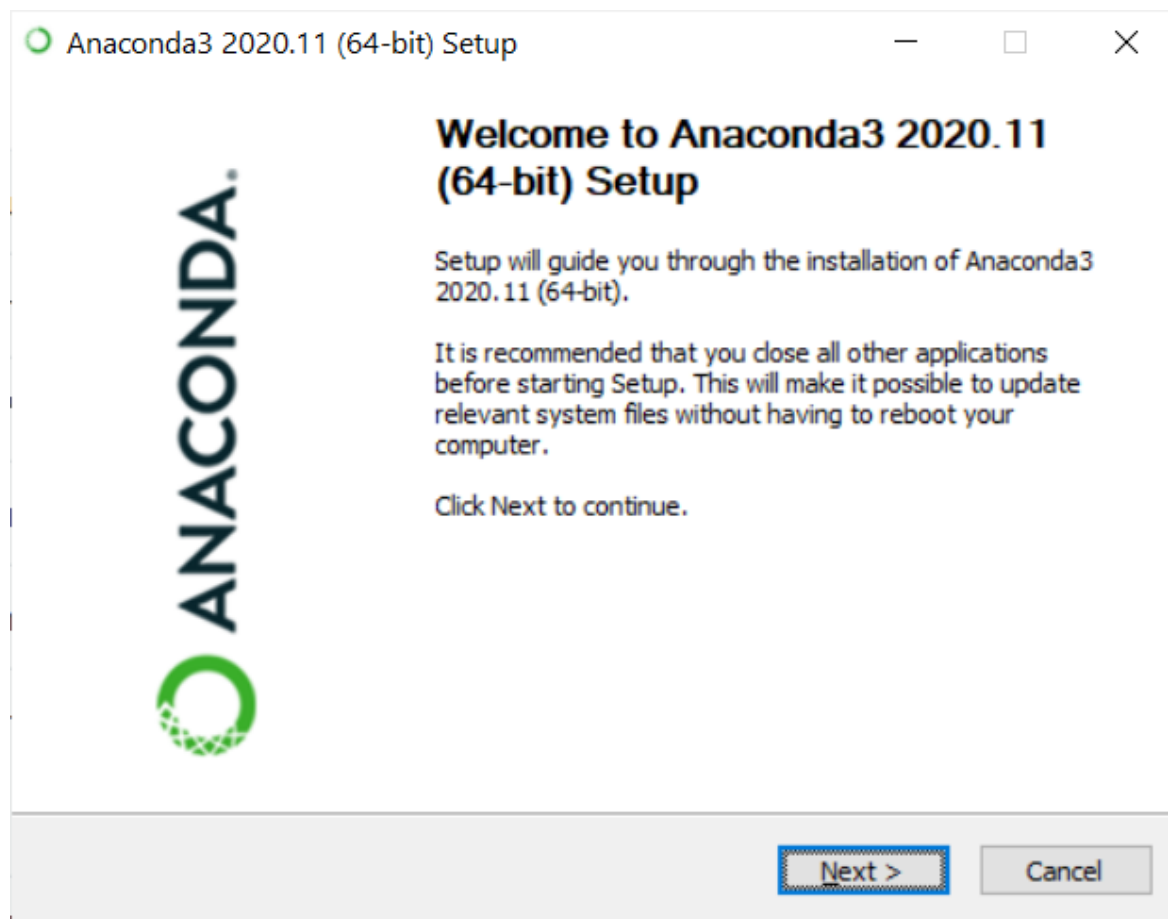 Anaconda3 2020.11 (64-bit) Setup
ANACONDA.
Welcome to Anaconda3 2020.11
(64-bit) Setup
Setup will guide you through the installation of Anaconda3
2020.11 (64-bit).
It is recommended that you close all other applications
before starting Setup. This will make it possible to update
relevant system files without having to reboot your
computer.
Click Next to continue.
Next >
Cancel